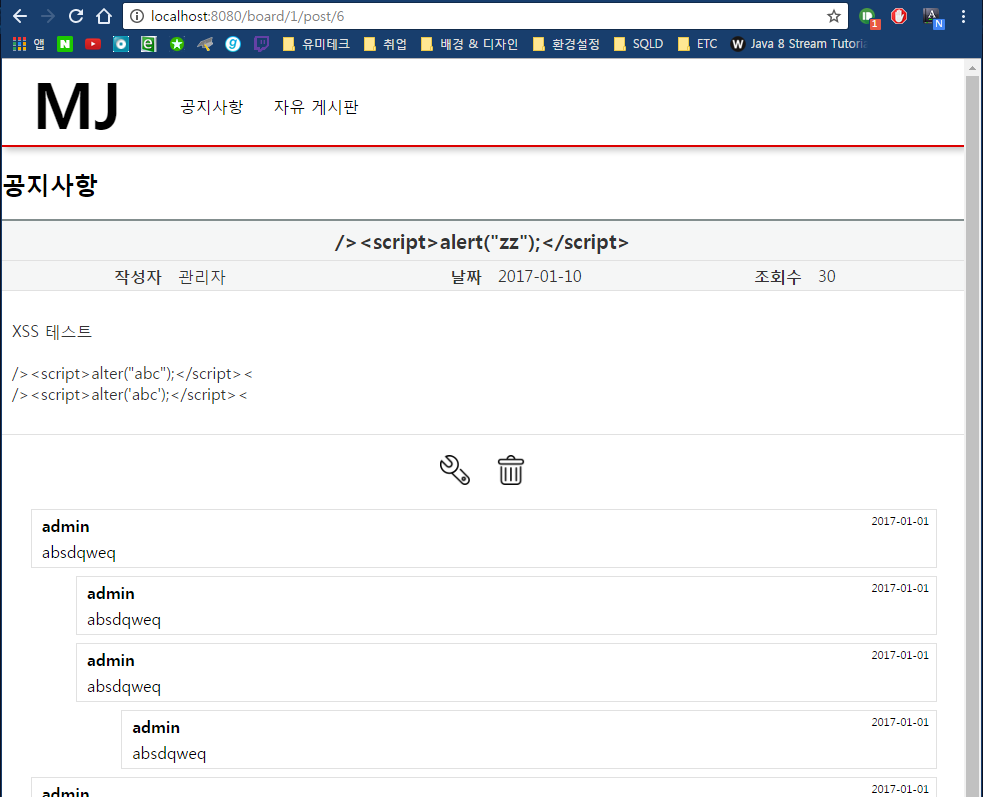 localhost:8080/board/1/post/6
1 A N
앱 N e g 유미테크 취업 배경 & 디자인 환경설정 SQLD ETC W Java 8 Stream Tutoria
MJ 공지사항 자유 게시판
공지사항
/><script>alert("zz");</script>
작성자 관리자 날짜 2017-01-10 조회수 30
XSS 테스트
/><script>alter("abc");</script><
/><script>alter('abc');</script><
admin 2017-01-01
absdqweq
admin 2017-01-01
absdqweq
admin 2017-01-01
absdqweq
admin 2017-01-01
absdqweq
admin 2017-01-01